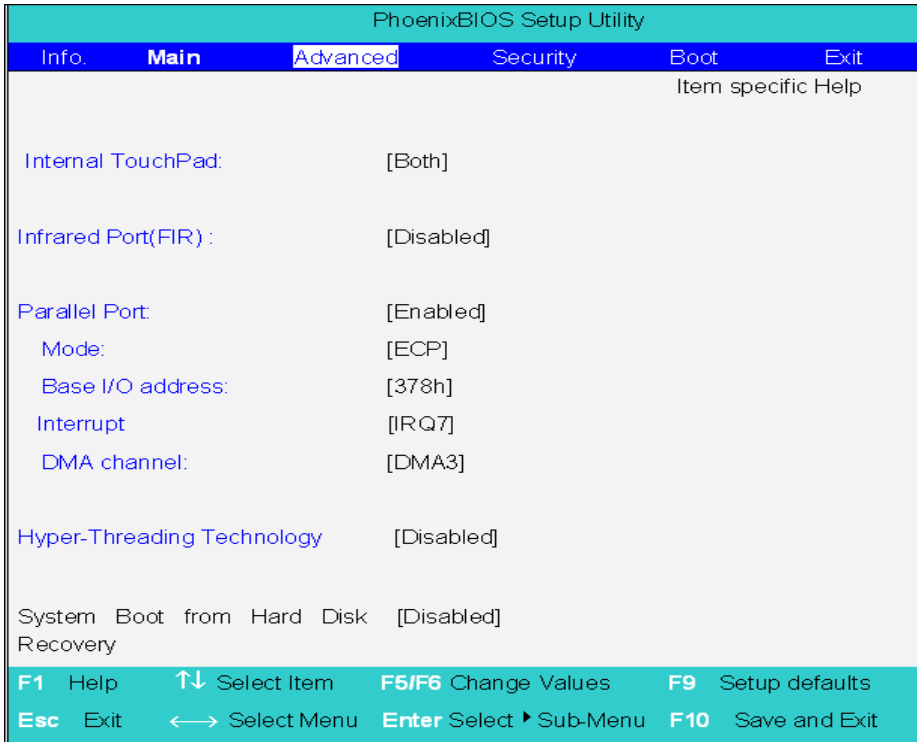 PhoenixBIOS Setup Utility
Info. Main Advanced Security Boot Exit
Item specific Help
Internal TouchPad: [Both]
Infrared Port(FIR) : [Disabled]
Parallel Port: [Enabled]
Mode: [ECP]
Base I/O address: [378h]
Interrupt [IRQ7]
DMA channel: [DMA3]
Hyper-Threading Technology [Disabled]
System Boot from Hard Disk [Disabled]
Recovery
F1 Help ↑↓ Select Item F5/F6 Change Values F9 Setup defaults
Esc Exit ←→ Select Menu Enter Select ▸ Sub-Menu F10 Save and Exit